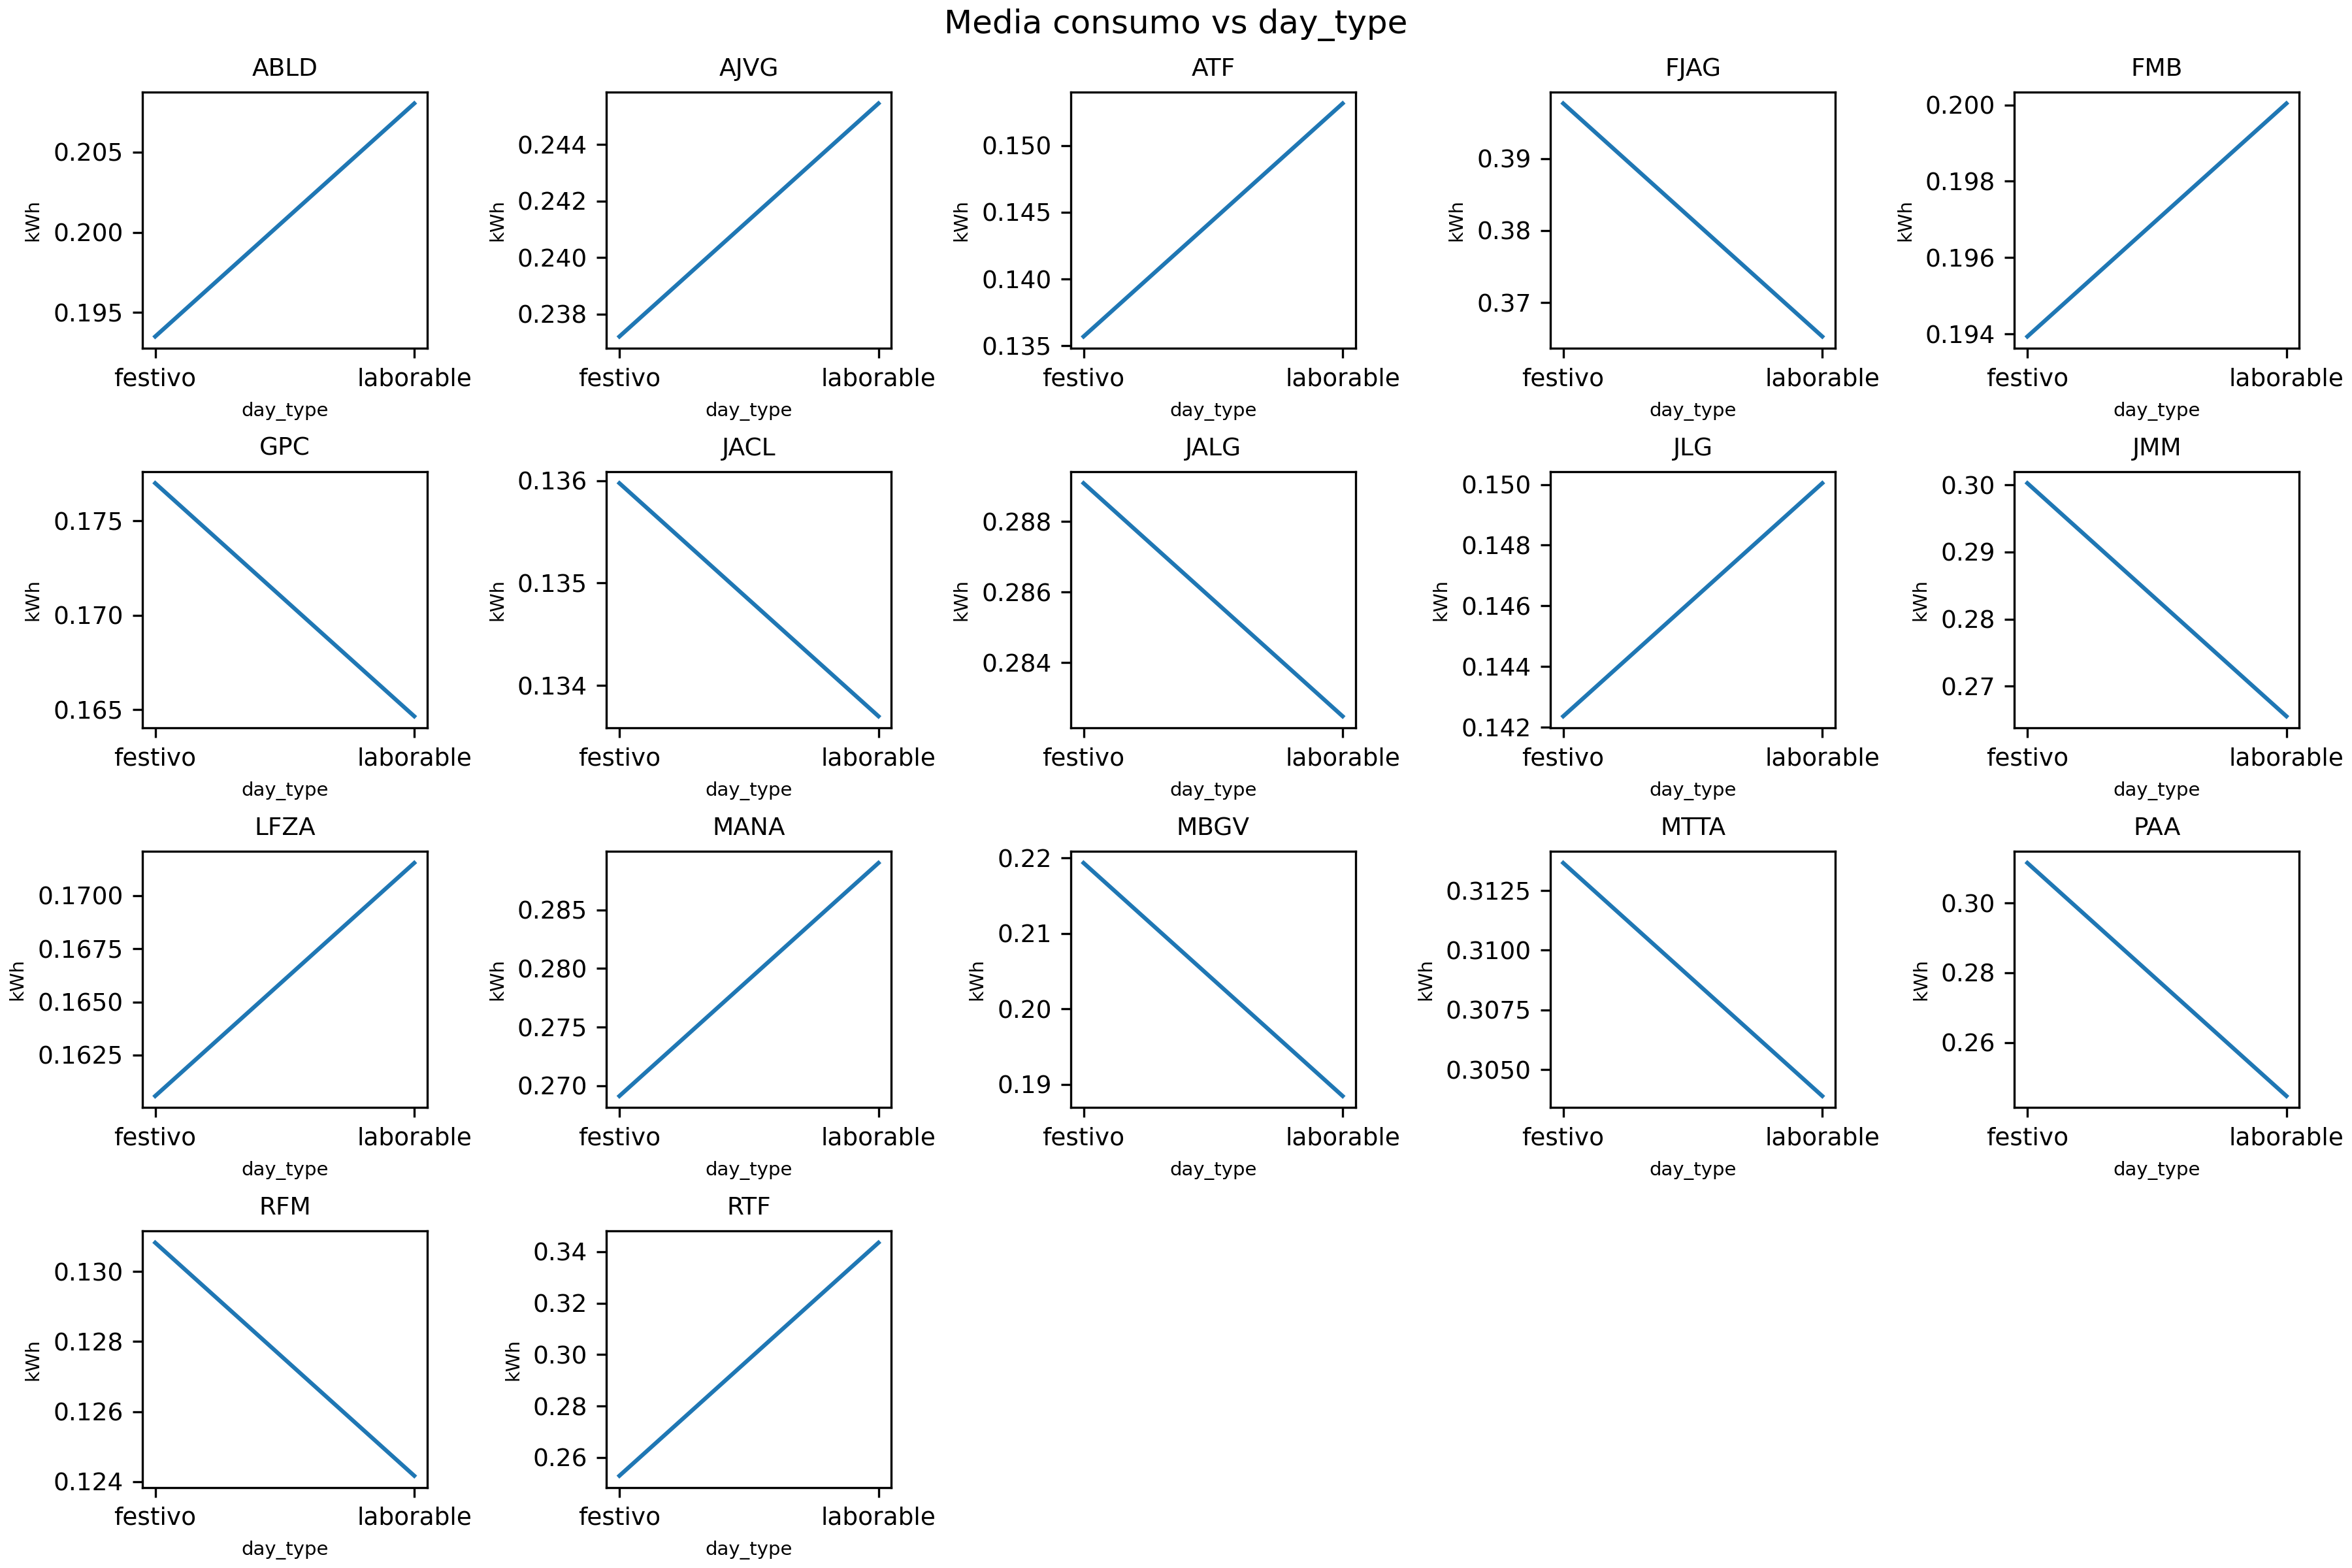 Media consumo vs day_type
ABLD
kWh
0.205
0.200
0.195
festivo laborable
day_type
AJVG
kWh
0.244
0.242
0.240
0.238
festivo laborable
day_type
ATF
kWh
0.150
0.145
0.140
0.135
festivo laborable
day_type
FJAG
kWh
0.39
0.38
0.37
festivo laborable
day_type
FMB
kWh
0.200
0.198
0.196
0.194
festivo laborable
day_type
GPC
kWh
0.175
0.170
0.165
festivo laborable
day_type
JACL
kWh
0.136
0.135
0.134
festivo laborable
day_type
JALG
kWh
0.288
0.286
0.284
festivo laborable
day_type
JLG
kWh
0.150
0.148
0.146
0.144
0.142
festivo laborable
day_type
JMM
kWh
0.30
0.29
0.28
0.27
festivo laborable
day_type
LFZA
kWh
0.1700
0.1675
0.1650
0.1625
festivo laborable
day_type
MANA
kWh
0.285
0.280
0.275
0.270
festivo laborable
day_type
MBGV
kWh
0.22
0.21
0.20
0.19
festivo laborable
day_type
MTTA
kWh
0.3125
0.3100
0.3075
0.3050
festivo laborable
day_type
PAA
kWh
0.30
0.28
0.26
festivo laborable
day_type
RFM
kWh
0.130
0.128
0.126
0.124
festivo laborable
day_type
RTF
kWh
0.34
0.32
0.30
0.28
0.26
festivo laborable
day_type